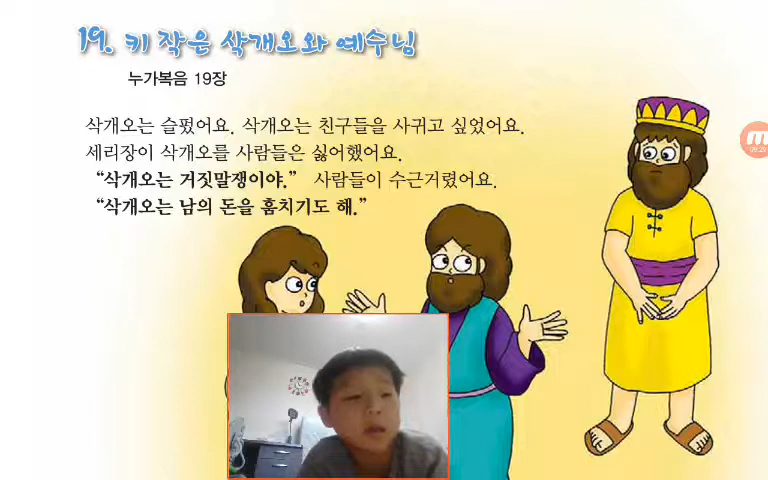 19. 키 작은 삭개오와 예수님
누가복음 19장
삭개오는 슬펐어요. 삭개오는 친구들을 사귀고 싶었어요.
세리장이 삭개오를 사람들은 싫어했어요.
“삭개오는 거짓말쟁이야.” 사람들이 수근거렸어요.
“삭개오는 남의 돈을 훔치기도 해.”